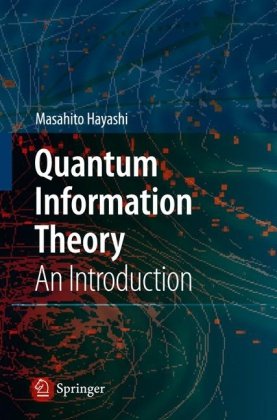 Masahito Hayashi
Quantum
Information
Theory
An Introduction
Springer